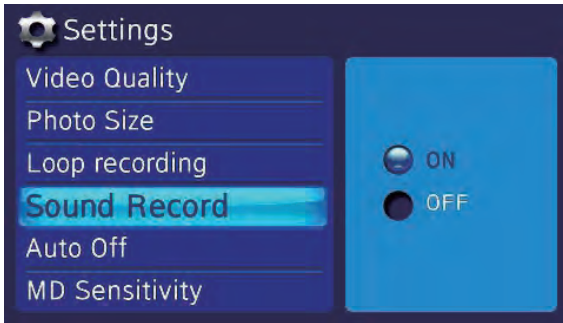 Settings
Video Quality
Photo Size
Loop recording
Sound Record
Auto Off
MD Sensitivity
ON
OFF